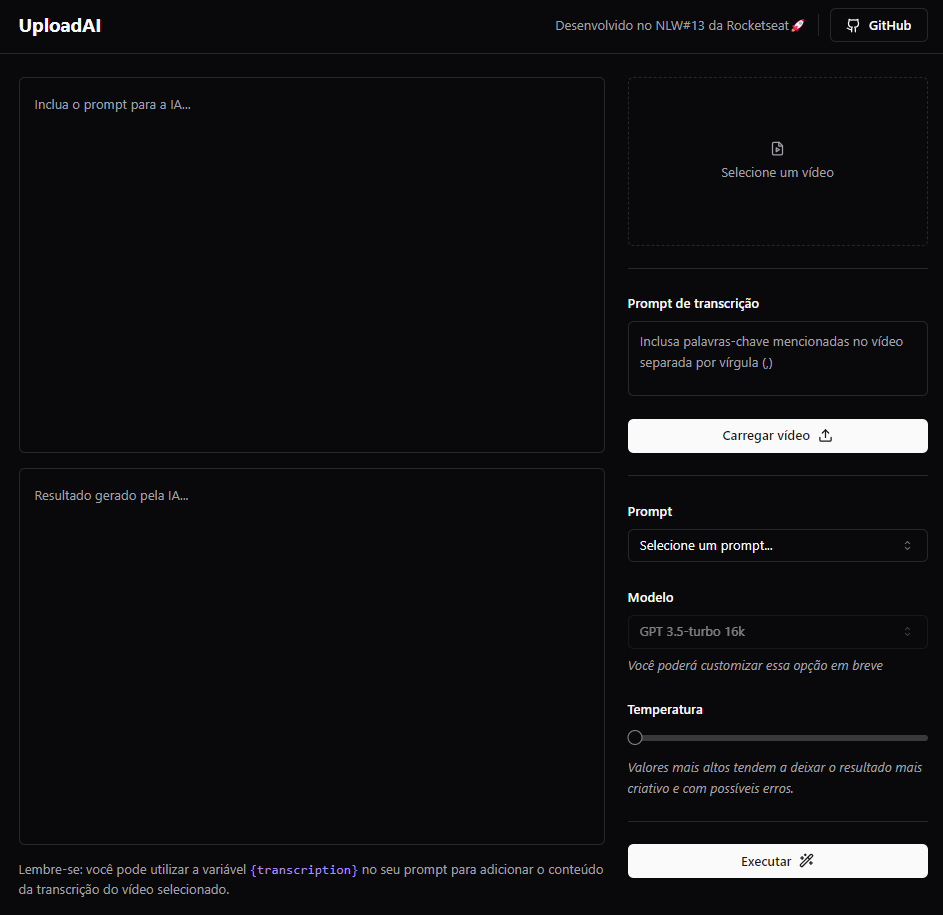 UploadAI
Desenvolvido no NLW#13 da Rocketseat🚀
GitHub
Inclua o prompt para a IA...
Resultado gerado pela IA...
Lembre-se: você pode utilizar a variável {transcription} no seu prompt para adicionar o conteúdo
da transcrição do vídeo selecionado.
Selecione um vídeo
Prompt de transcrição
Inclusa palavras-chave mencionadas no vídeo
separada por vírgula (,)
Carregar vídeo
Prompt
Selecione um prompt...
Modelo
GPT 3.5-turbo 16k
Você poderá customizar essa opção em breve
Temperatura
Valores mais altos tendem a deixar o resultado mais
criativo e com possíveis erros.
Executar